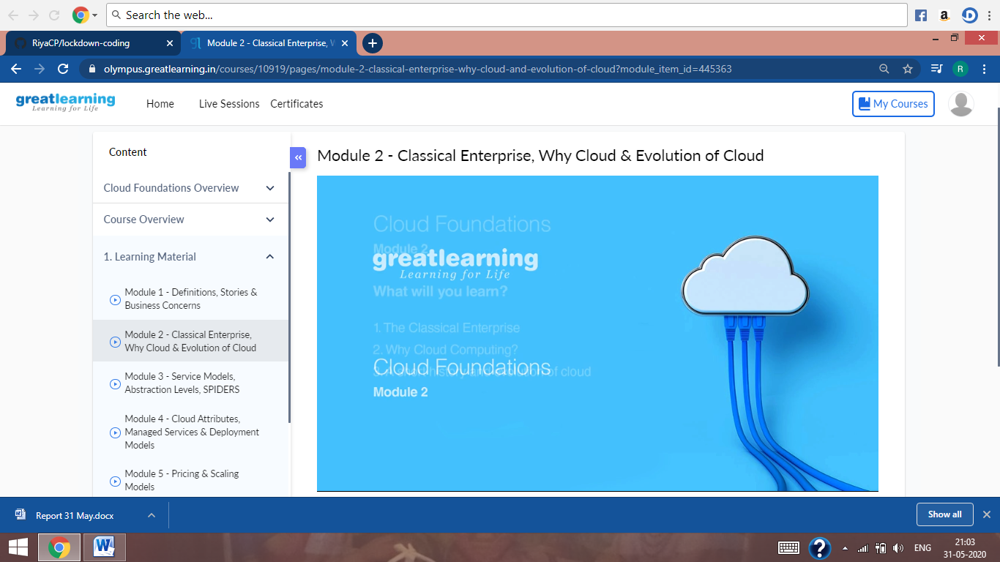 Search the web...
RiyaCP/lockdown-coding
Module 2 - Classical Enterprise, W
olympus.greatlearning.in/courses/10919/pages/module-2-classical-enterprise-why-cloud-and-evolution-of-cloud?module_item_id=445363
R
greatlearning
Learning for Life
Home
Live Sessions
Certificates
My Courses
Content
Cloud Foundations Overview
Course Overview
1. Learning Material
Module 1 - Definitions, Stories &
Business Concerns
Module 2 - Classical Enterprise,
Why Cloud & Evolution of Cloud
Module 3 - Service Models,
Abstraction Levels, SPIDERS
Module 4 - Cloud Attributes,
Managed Services & Deployment
Models
Module 5 - Pricing & Scaling
Models
Module 2 - Classical Enterprise, Why Cloud & Evolution of Cloud
Cloud Foundations
Module 2
greatlearning
Learning for Life
What will you learn?
1. The Classical Enterprise
2. Why Cloud Computing?
3. A short history and evolution of cloud
Cloud Foundations
Module 2
Report 31 May.docx
Show all
ENG
21:03
31-05-2020